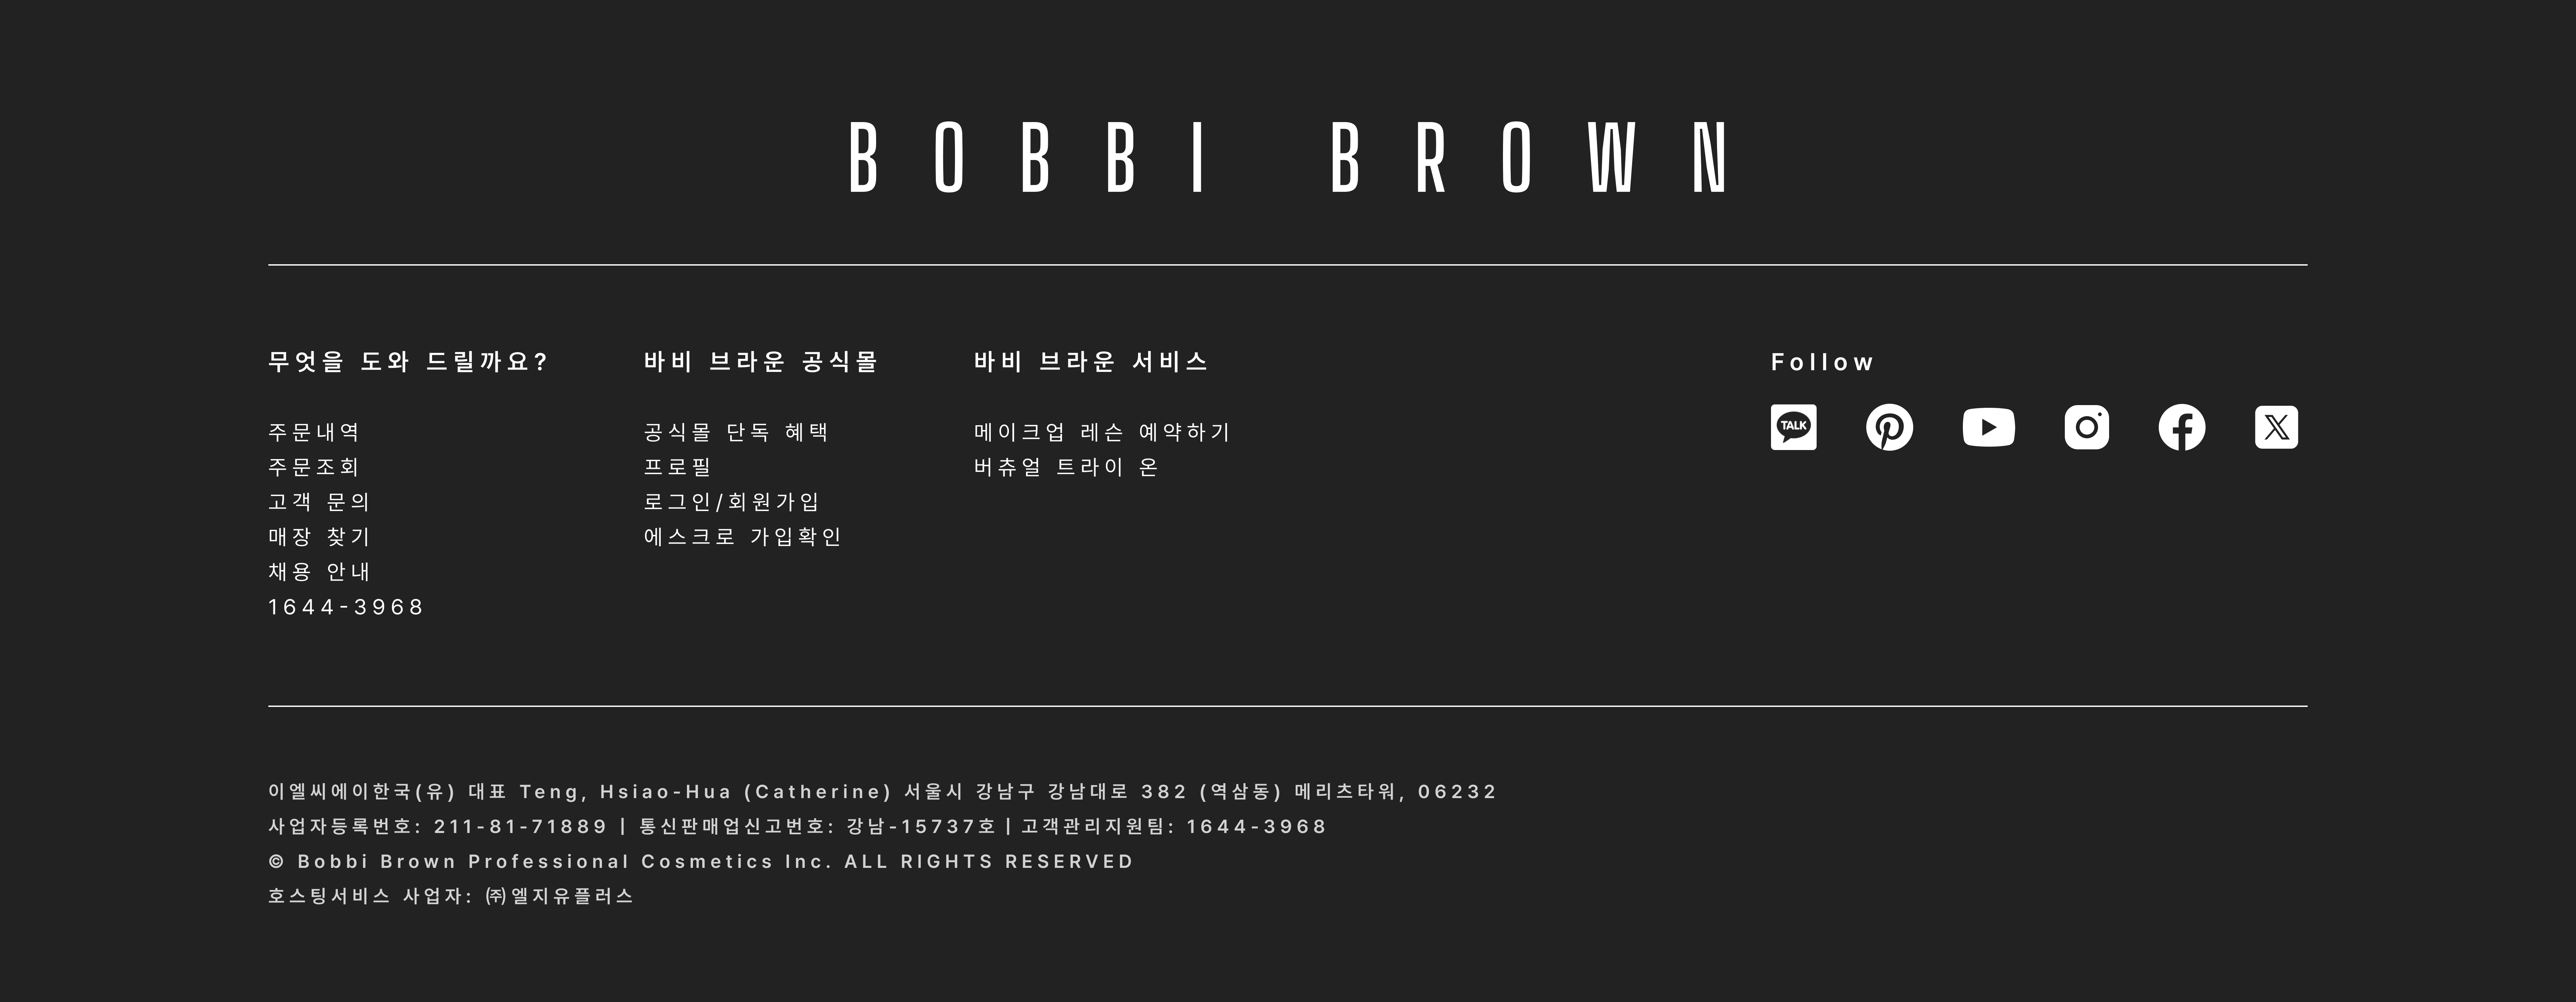 BOBBI BROWN
무엇을 도와 드릴까요?
주문내역
주문조회
고객 문의
매장 찾기
채용 안내
1644-3968
바비 브라운 공식몰
공식몰 단독 혜택
프로필
로그인/회원가입
에스크로 가입확인
바비 브라운 서비스
메이크업 레슨 예약하기
버츄얼 트라이 온
Follow
TALK
이엘씨에이한국(유) 대표 Teng, Hsiao-Hua (Catherine) 서울시 강남구 강남대로 382 (역삼동) 메리츠타워, 06232
사업자등록번호: 211-81-71889 | 통신판매업신고번호: 강남-15737호 | 고객관리지원팀: 1644-3968
© Bobbi Brown Professional Cosmetics Inc. ALL RIGHTS RESERVED
호스팅서비스 사업자: ㈜엘지유플러스